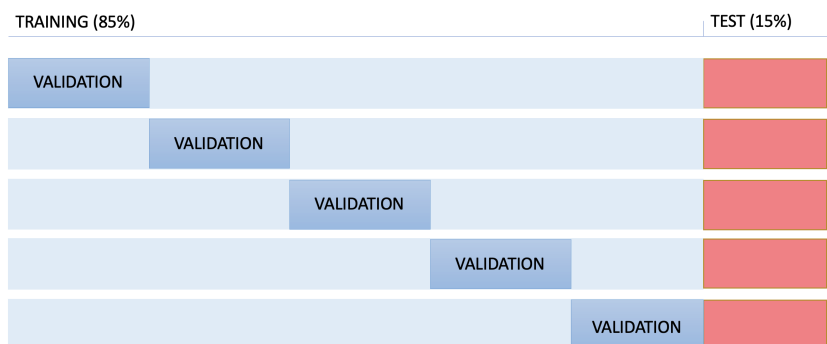 TRAINING (85%)
TEST (15%)
VALIDATION
VALIDATION
VALIDATION
VALIDATION
VALIDATION